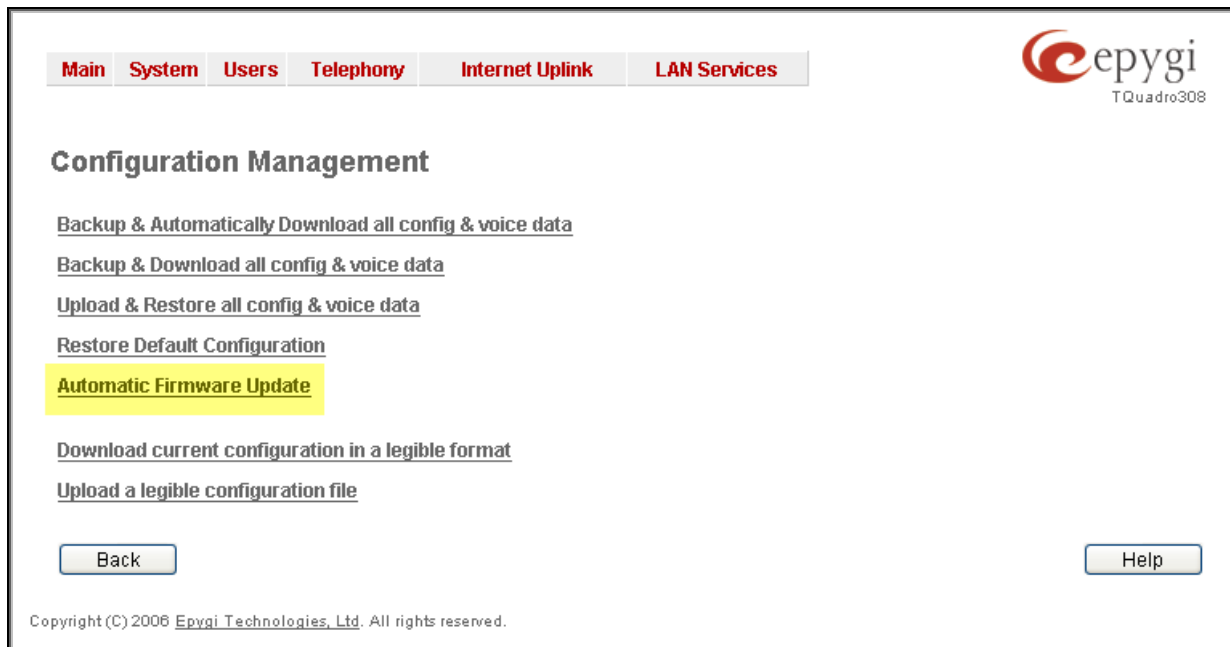 Main System Users Telephony Internet Uplink LAN Services
epygi
TQuadro308
Configuration Management
Backup & Automatically Download all config & voice data
Backup & Download all config & voice data
Upload & Restore all config & voice data
Restore Default Configuration
Automatic Firmware Update
Download current configuration in a legible format
Upload a legible configuration file
Back
Help
Copyright (C) 2006 Epygi Technologies, Ltd. All rights reserved.